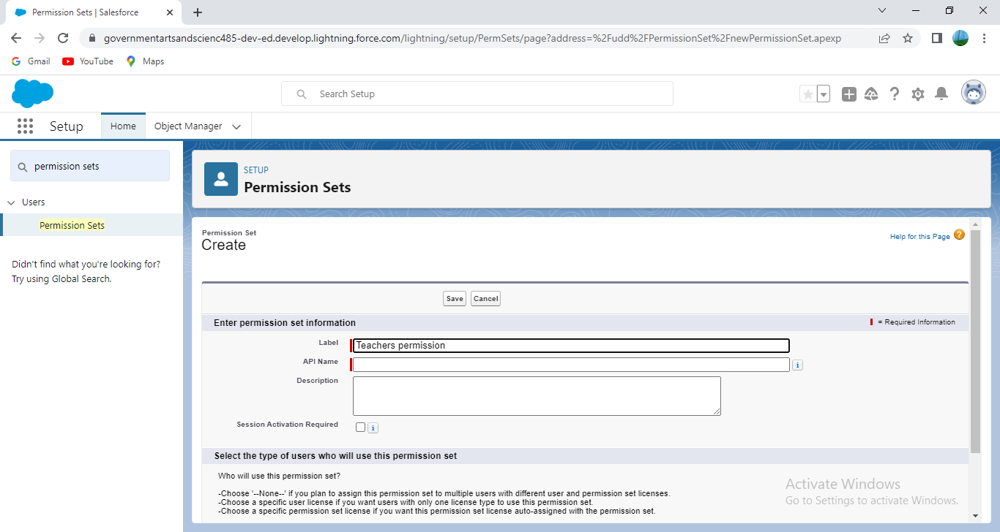 Permission Sets | Salesforce
governmentartsandscienc485-dev-ed.develop.lightning.force.com/lightning/setup/PermSets/page?address=%2Fudd%2FPermissionSet%2FnewPermissionSet.apexp
Gmail YouTube Maps
Search Setup
Setup Home Object Manager
permission sets
Users
Permission Sets
Didn't find what you're looking for?
Try using Global Search.
SETUP
Permission Sets
Permission Set
Create
Help for this Page ?
Save Cancel
Enter permission set information
= Required Information
Label Teachers permission
API Name
Description
Session Activation Required
Select the type of users who will use this permission set
Who will use this permission set?
-Choose '--None--' if you plan to assign this permission set to multiple users with different user and permission set licenses.
-Choose a specific user license if you want users with only one license type to use this permission set.
-Choose a specific permission set license if you want this permission set license auto-assigned with the permission set.
Activate Windows
Go to Settings to activate Windows.